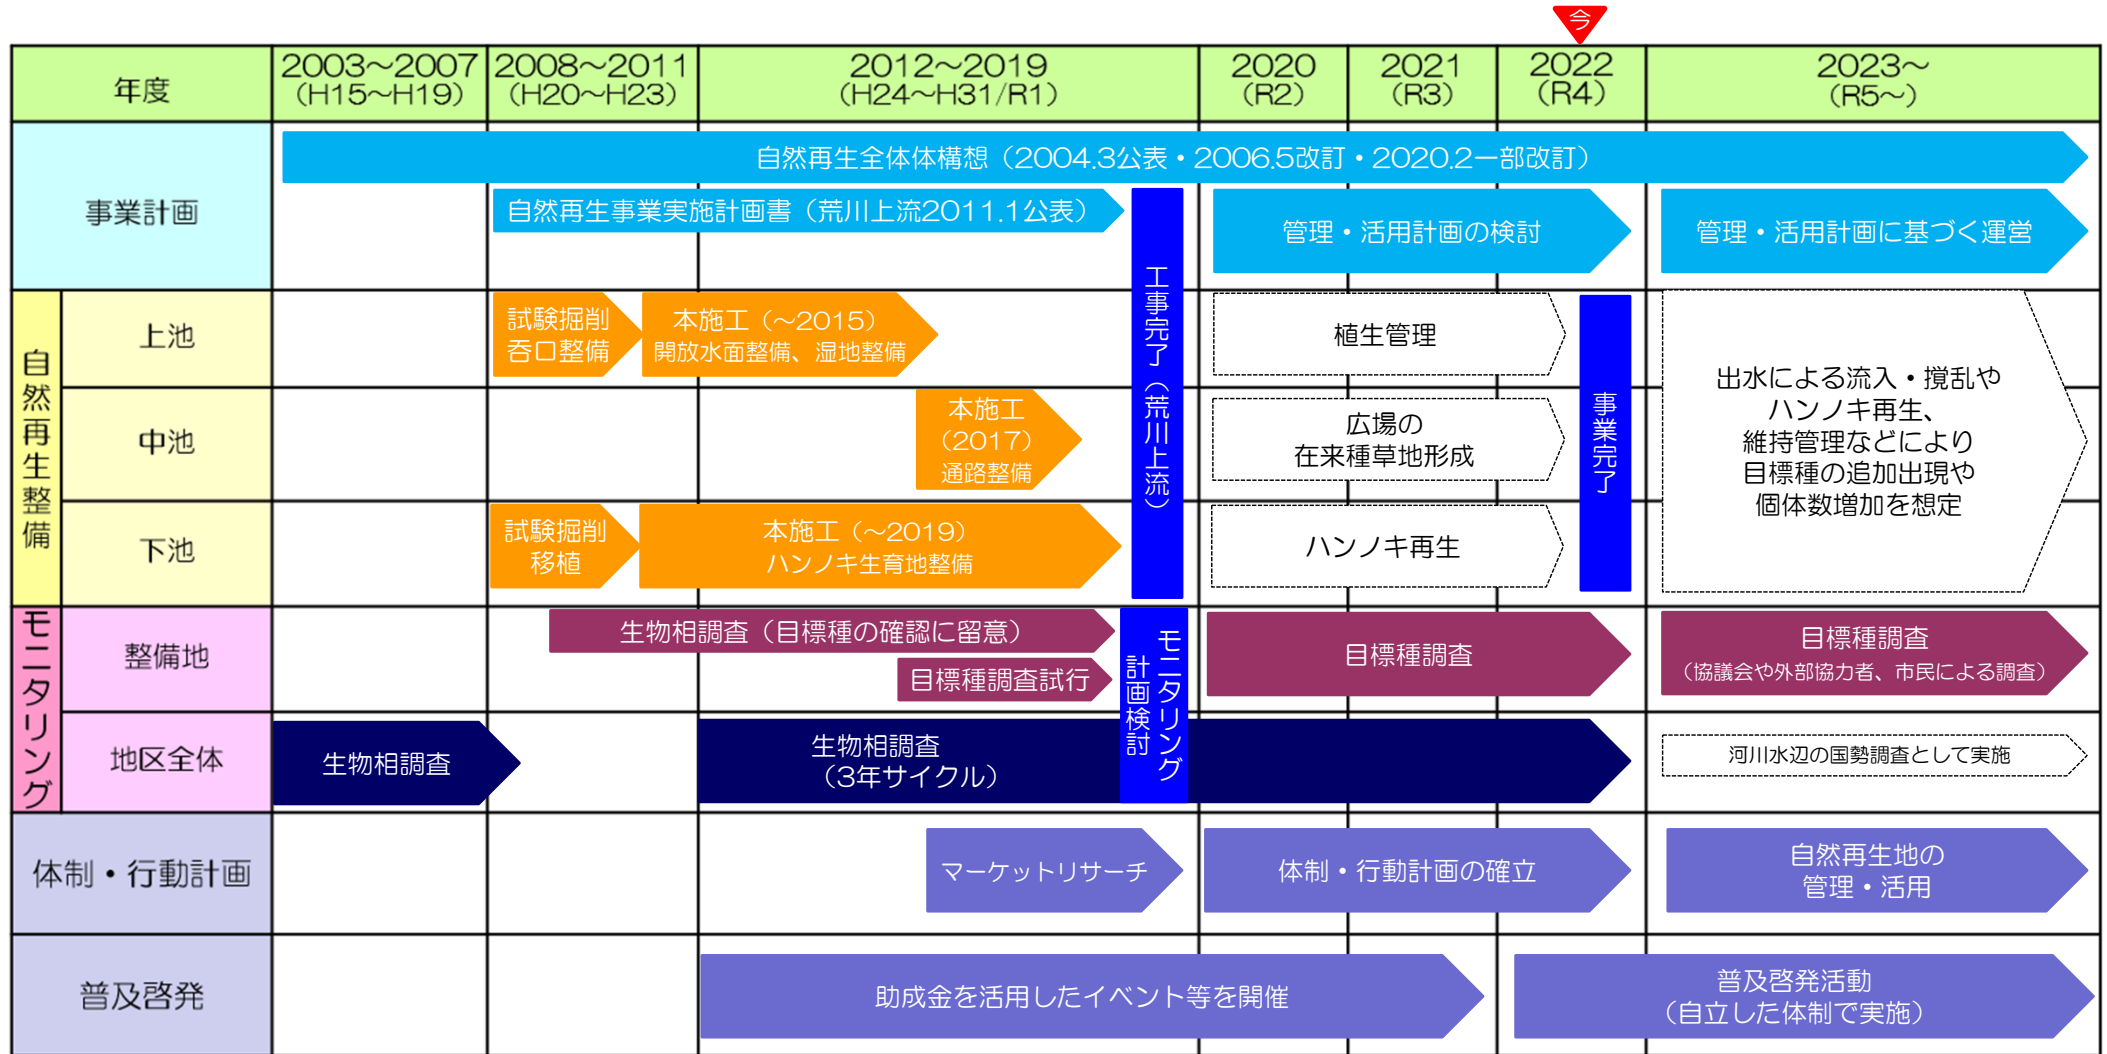 今
年度
2003～2007
（H15～H19）
2008～2011
（H20～H23）
2012～2019
（H24～H31/R1）
2020
（R2）
2021
（R3）
2022
（R4）
2023～
（R5～）
事業計画
自然再生全体体構想（2004.3公表・2006.5改訂・2020.2一部改訂）
自然再生事業実施計画書（荒川上流2011.1公表）
管理・活用計画の検討
管理・活用計画に基づく運営
工事完了（荒川上流）
自然再生整備
上池
試験掘削
呑口整備
本施工（～2015）
開放水面整備、湿地整備
植生管理
中池
本施工
（2017）
通路整備
広場の
在来種草地形成
下池
試験掘削
移植
本施工（～2019）
ハンノキ生育地整備
ハンノキ再生
事業完了
出水による流入・撹乱や
ハンノキ再生、
維持管理などにより
目標種の追加出現や
個体数増加を想定
モニタリング
整備地
生物相調査（目標種の確認に留意）
目標種調査試行
モニタリング
計画検討
目標種調査
目標種調査
（協議会や外部協力者、市民による調査）
地区全体
生物相調査
生物相調査
（3年サイクル）
河川水辺の国勢調査として実施
体制・行動計画
マーケットリサーチ
体制・行動計画の確立
自然再生地の
管理・活用
普及啓発
助成金を活用したイベント等を開催
普及啓発活動
（自立した体制で実施）